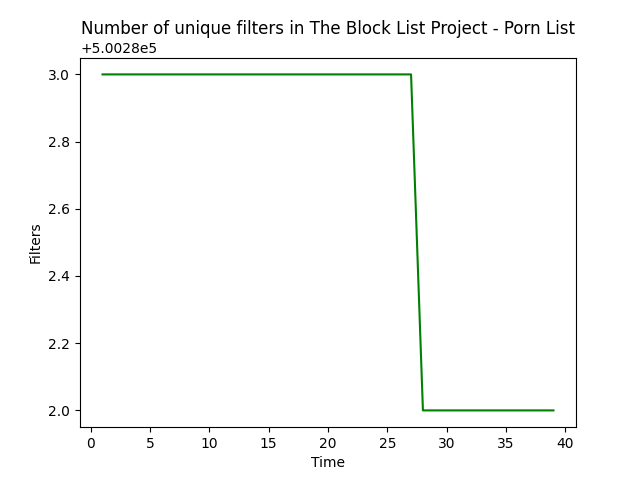 Number of unique filters in The Block List Project - Porn List
+5.0028e5
3.0
2.8
2.6
2.4
2.2
2.0
Filters
0 5 10 15 20 25 30 35 40
Time